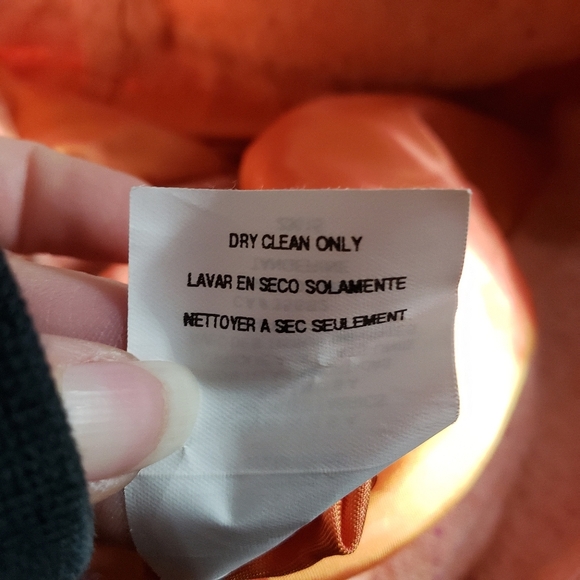 DRY CLEAN ONLY
LAVAR EN SECO SOLAMENTE
NETTOYER A SEC SEULEMENT